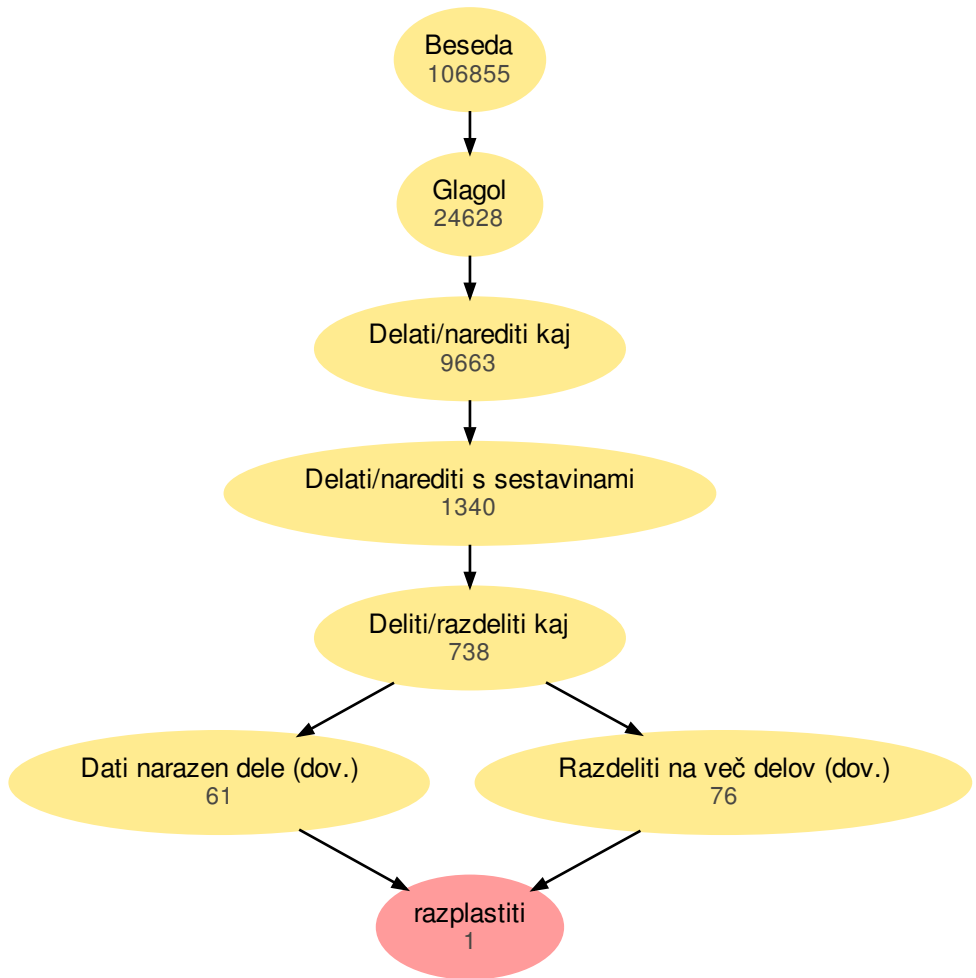 Beseda
106855
Glagol
24628
Delati/narediti kaj
9663
Delati/narediti s sestavinami
1340
Deliti/razdeliti kaj
738
Dati narazen dele (dov.)
61
Razdeliti na več delov (dov.)
76
razplastiti
1